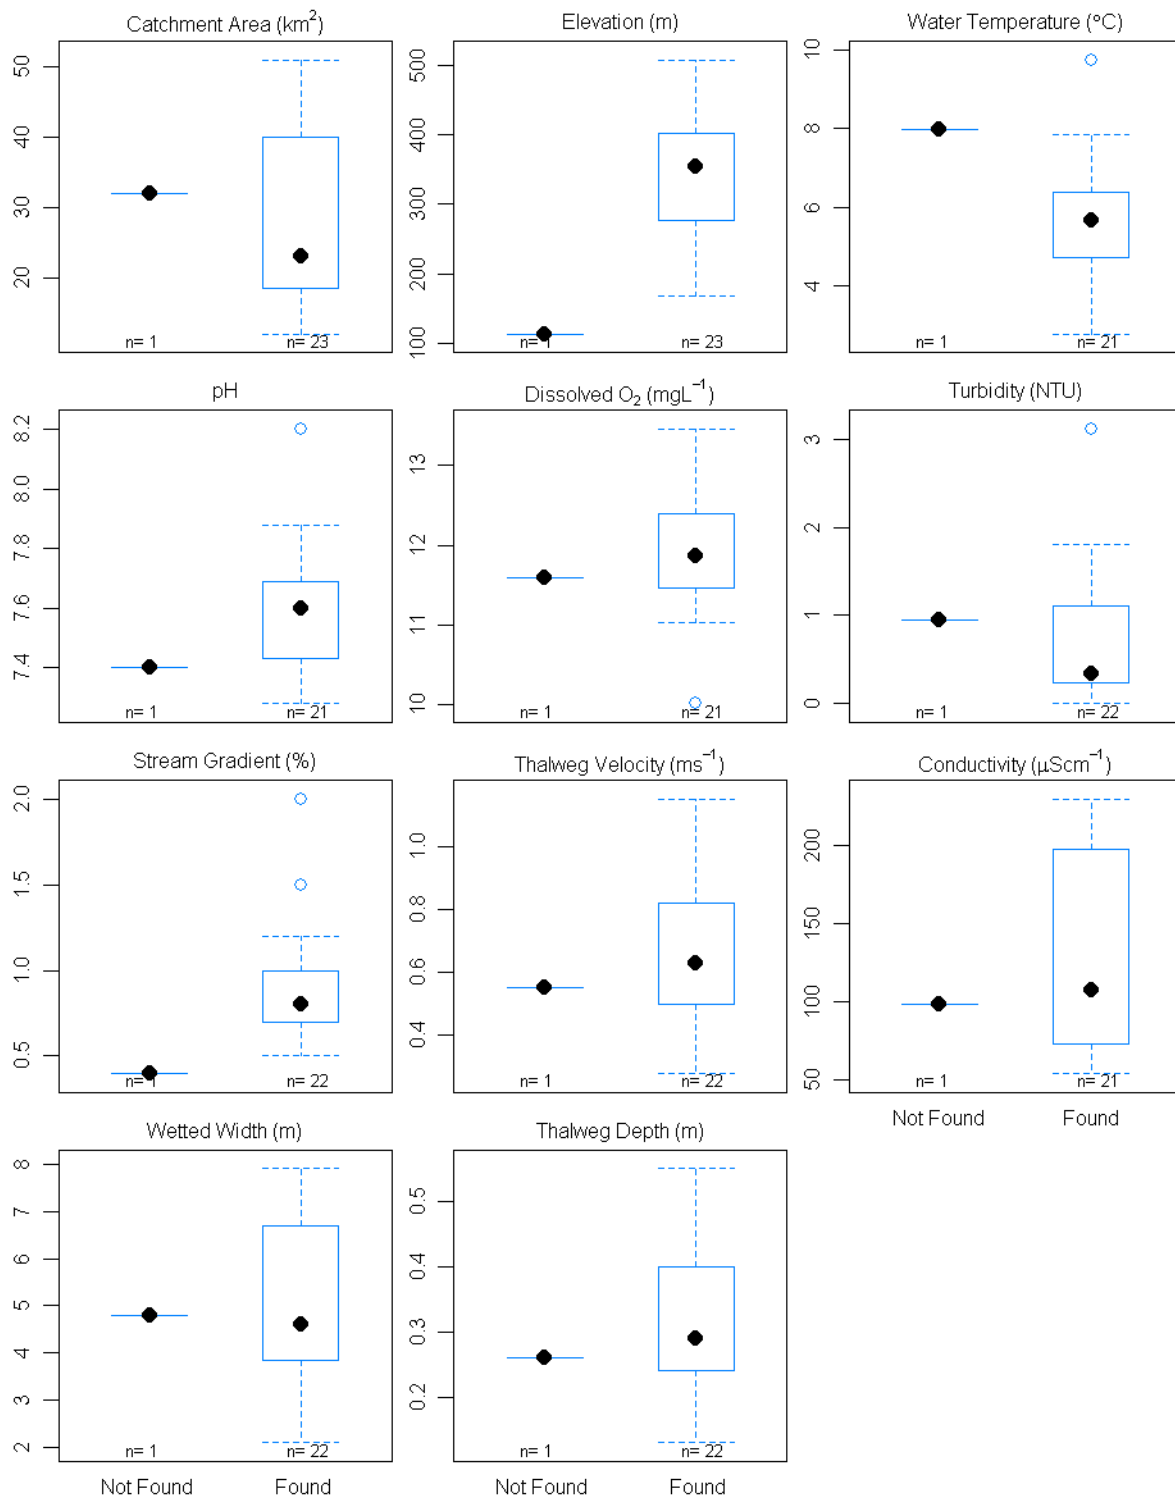 Catchment Area (km²) Elevation (m) Water Temperature (°C)
50
40
30
20
n= 1 n= 23
500
400
300
200
100
n= 1 n= 23
10
8
6
4
n= 1 n= 21
pH Dissolved O₂ (mgL⁻¹) Turbidity (NTU)
8.2
8.0
7.8
7.6
7.4
n= 1 n= 21
13
12
11
10
n= 1 n= 21
3
2
1
0
n= 1 n= 22
Stream Gradient (%) Thalweg Velocity (ms⁻¹) Conductivity (µScm⁻¹)
2.0
1.5
1.0
0.5
n= 1 n= 22
1.0
0.8
0.6
0.4
n= 1 n= 22
200
150
100
50
n= 1 n= 21
Not Found Found
Wetted Width (m) Thalweg Depth (m)
8
7
6
5
4
3
2
n= 1 n= 22
Not Found Found
0.5
0.4
0.3
0.2
n= 1 n= 22
Not Found Found